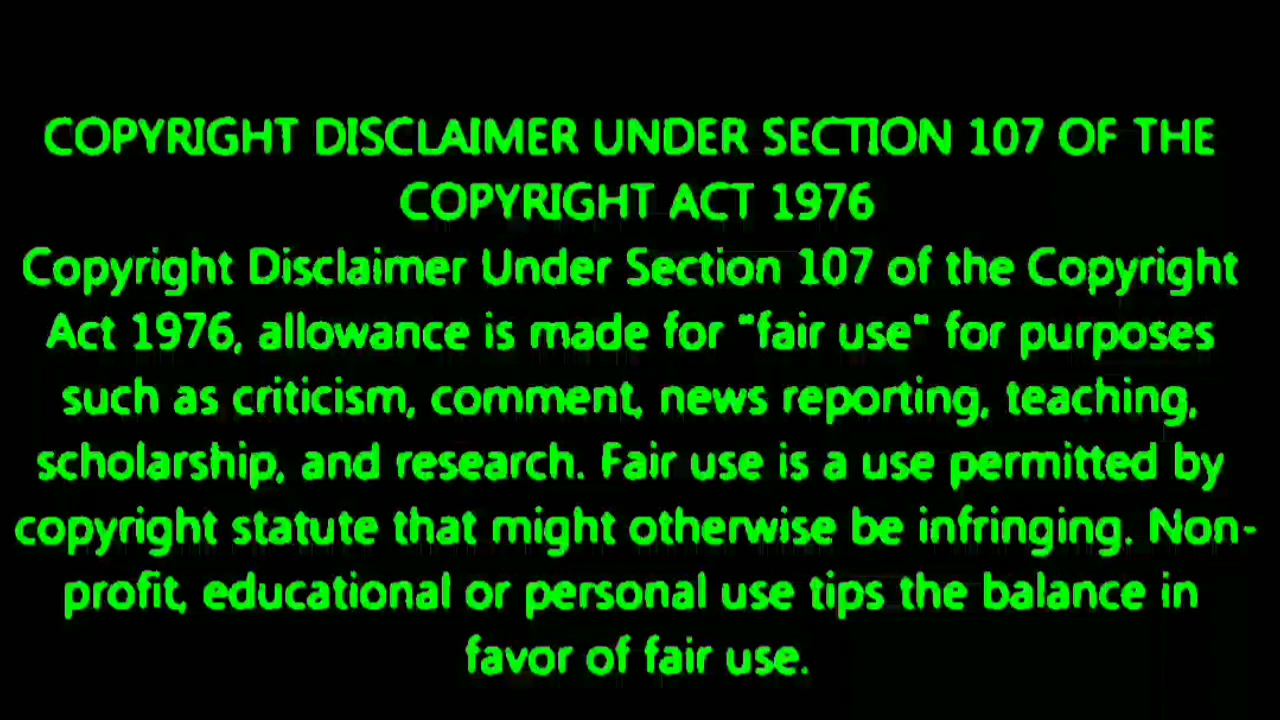 COPYRIGHT DISCLAIMER UNDER SECTION 107 OF THE
COPYRIGHT ACT 1976
Copyright Disclaimer Under Section 107 of the Copyright
Act 1976, allowance is made for "fair use" for purposes
such as criticism, comment, news reporting, teaching,
scholarship, and research. Fair use is a use permitted by
copyright statute that might otherwise be infringing. Non-
profit, educational or personal use tips the balance in
favor of fair use.